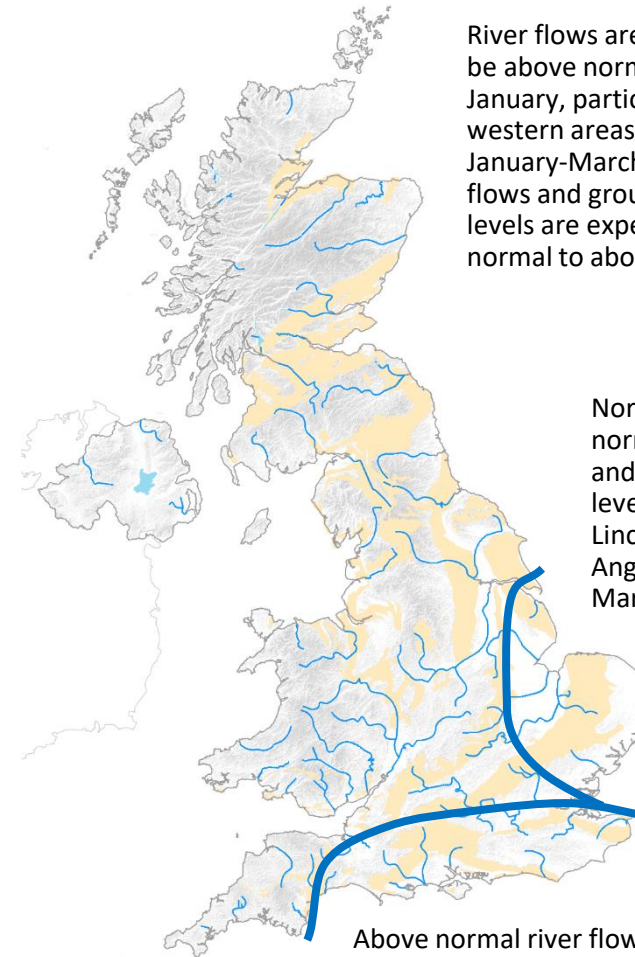 River flows are
be above norm
January, partic
western areas
January-March
flows and grou
levels are expe
normal to abo
Nor
norm
and
leve
Linc
Ang
Mar
Above normal river flow